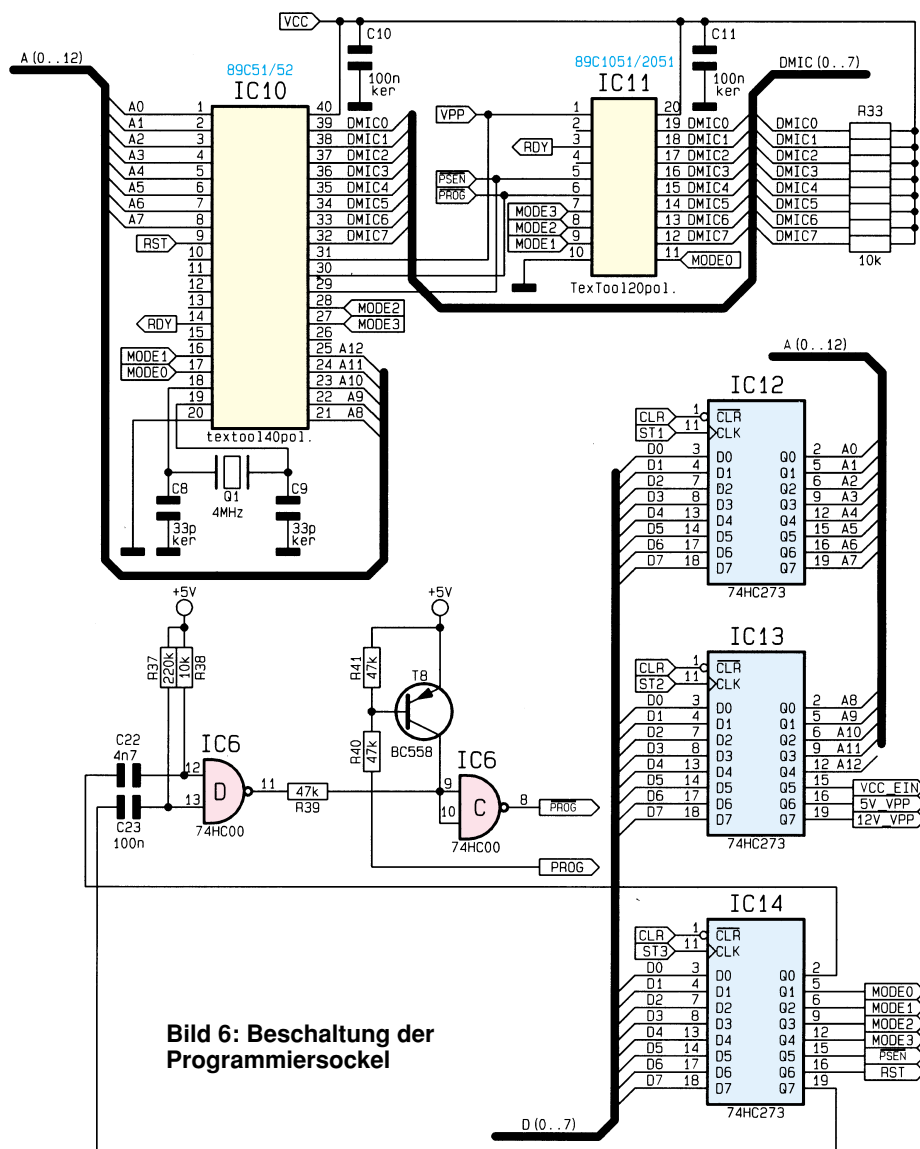 VCC
A (0..12)
C10
100n
ker
C11
100n
ker
DMIC (0..7)
89C51/52
IC10
89C1051/2051
IC11
A0 1 40
A1 2 39 DMIC0
A2 3 38 DMIC1
A3 4 37 DMIC2
A4 5 36 DMIC3
A5 6 35 DMIC4
A6 7 34 DMIC5
A7 8 33 DMIC6
RST 9 32 DMIC7
10 31
11 30
12 29
13 28 MODE2
RDY 14 27 MODE3
15 26
MODE1 16 25 A12
MODE0 17 24 A11
18 23 A10
19 22 A9
20 21 A8
textool40pol.
VPP 1 20
2 19 DMIC0 DMIC0
RDY 3 18 DMIC1 DMIC1
4 17 DMIC2 DMIC2
PSEN 5 16 DMIC3 DMIC3
PROG 6 15 DMIC4 DMIC4
MODE3 7 14 DMIC5 DMIC5
MODE2 8 13 DMIC6 DMIC6
MODE1 9 12 DMIC7 DMIC7
10 11 MODE0
TexTool20pol.
R33
10k
C8
33p
ker
Q1
4MHz
C9
33p
ker
A (0..12)
IC12
CLR 1 CLR
ST1 11 CLK
D0 3 D0 Q0 2 A0
D1 4 D1 Q1 5 A1
D2 7 D2 Q2 6 A2
D3 8 D3 Q3 9 A3
D4 13 D4 Q4 12 A4
D5 14 D5 Q5 15 A5
D6 17 D6 Q6 16 A6
D7 18 D7 Q7 19 A7
74HC273
IC13
CLR 1 CLR
ST2 11 CLK
D0 3 D0 Q0 2 A8
D1 4 D1 Q1 5 A9
D2 7 D2 Q2 6 A10
D3 8 D3 Q3 9 A11
D4 13 D4 Q4 12 A12
D5 14 D5 Q5 15 VCC_EIN
D6 17 D6 Q6 16 5V_VPP
D7 18 D7 Q7 19 12V_VPP
74HC273
+5V
+5V
R37
220k
10k
R38
R41
47k
T8
BC558
R40
47k
C22
4n7
C23
100n
IC6
12
13
D
11
74HC00
47k
R39
IC6
9
10
C
8
74HC00
PROG
PROG
IC14
CLR 1 CLR
ST3 11 CLK
D0 3 D0 Q0 2
D1 4 D1 Q1 5 MODE0
D2 7 D2 Q2 6 MODE1
D3 8 D3 Q3 9 MODE2
D4 13 D4 Q4 12 MODE3
D5 14 D5 Q5 15 PSEN
D6 17 D6 Q6 16 RST
D7 18 D7 Q7 19
74HC273
Bild 6: Beschaltung der
Programmiersockel
D (0..7)